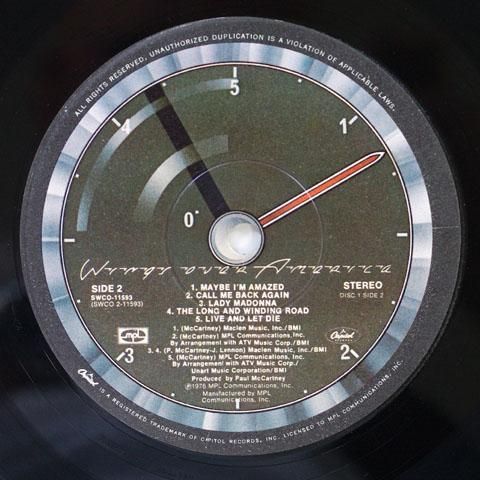 ALL RIGHTS RESERVED. UNAUTHORIZED DUPLICATION IS A VIOLATION OF APPLICABLE LAWS.
5
4
1
0
Wings over America
SIDE 2
SWCO-11593
(SWCO 2-11593)
1. MAYBE I'M AMAZED
2. CALL ME BACK AGAIN
3. LADY MADONNA
4. THE LONG AND WINDING ROAD
5. LIVE AND LET DIE
STEREO
DISC 1 SIDE 2
1. (McCartney) Maclen Music, Inc./BMI
2. (McCartney) MPL Communications, Inc.
By Arrangement with ATV Music Corp./BMI
3. 4. (P. McCartney-J. Lennon) Maclen Music, Inc./BMI
5. (McCartney) MPL Communications, Inc.
By Arrangement with ATV Music Corp./
Unart Music Corporation/BMI
Produced by Paul McCartney
℗1976 MPL Communications, Inc.
Manufactured by MPL
Communications, Inc.
MPL
Capitol
3
2
Capitol IS A REGISTERED TRADEMARK OF CAPITOL RECORDS, INC. LICENSED TO MPL COMMUNICATIONS, INC.